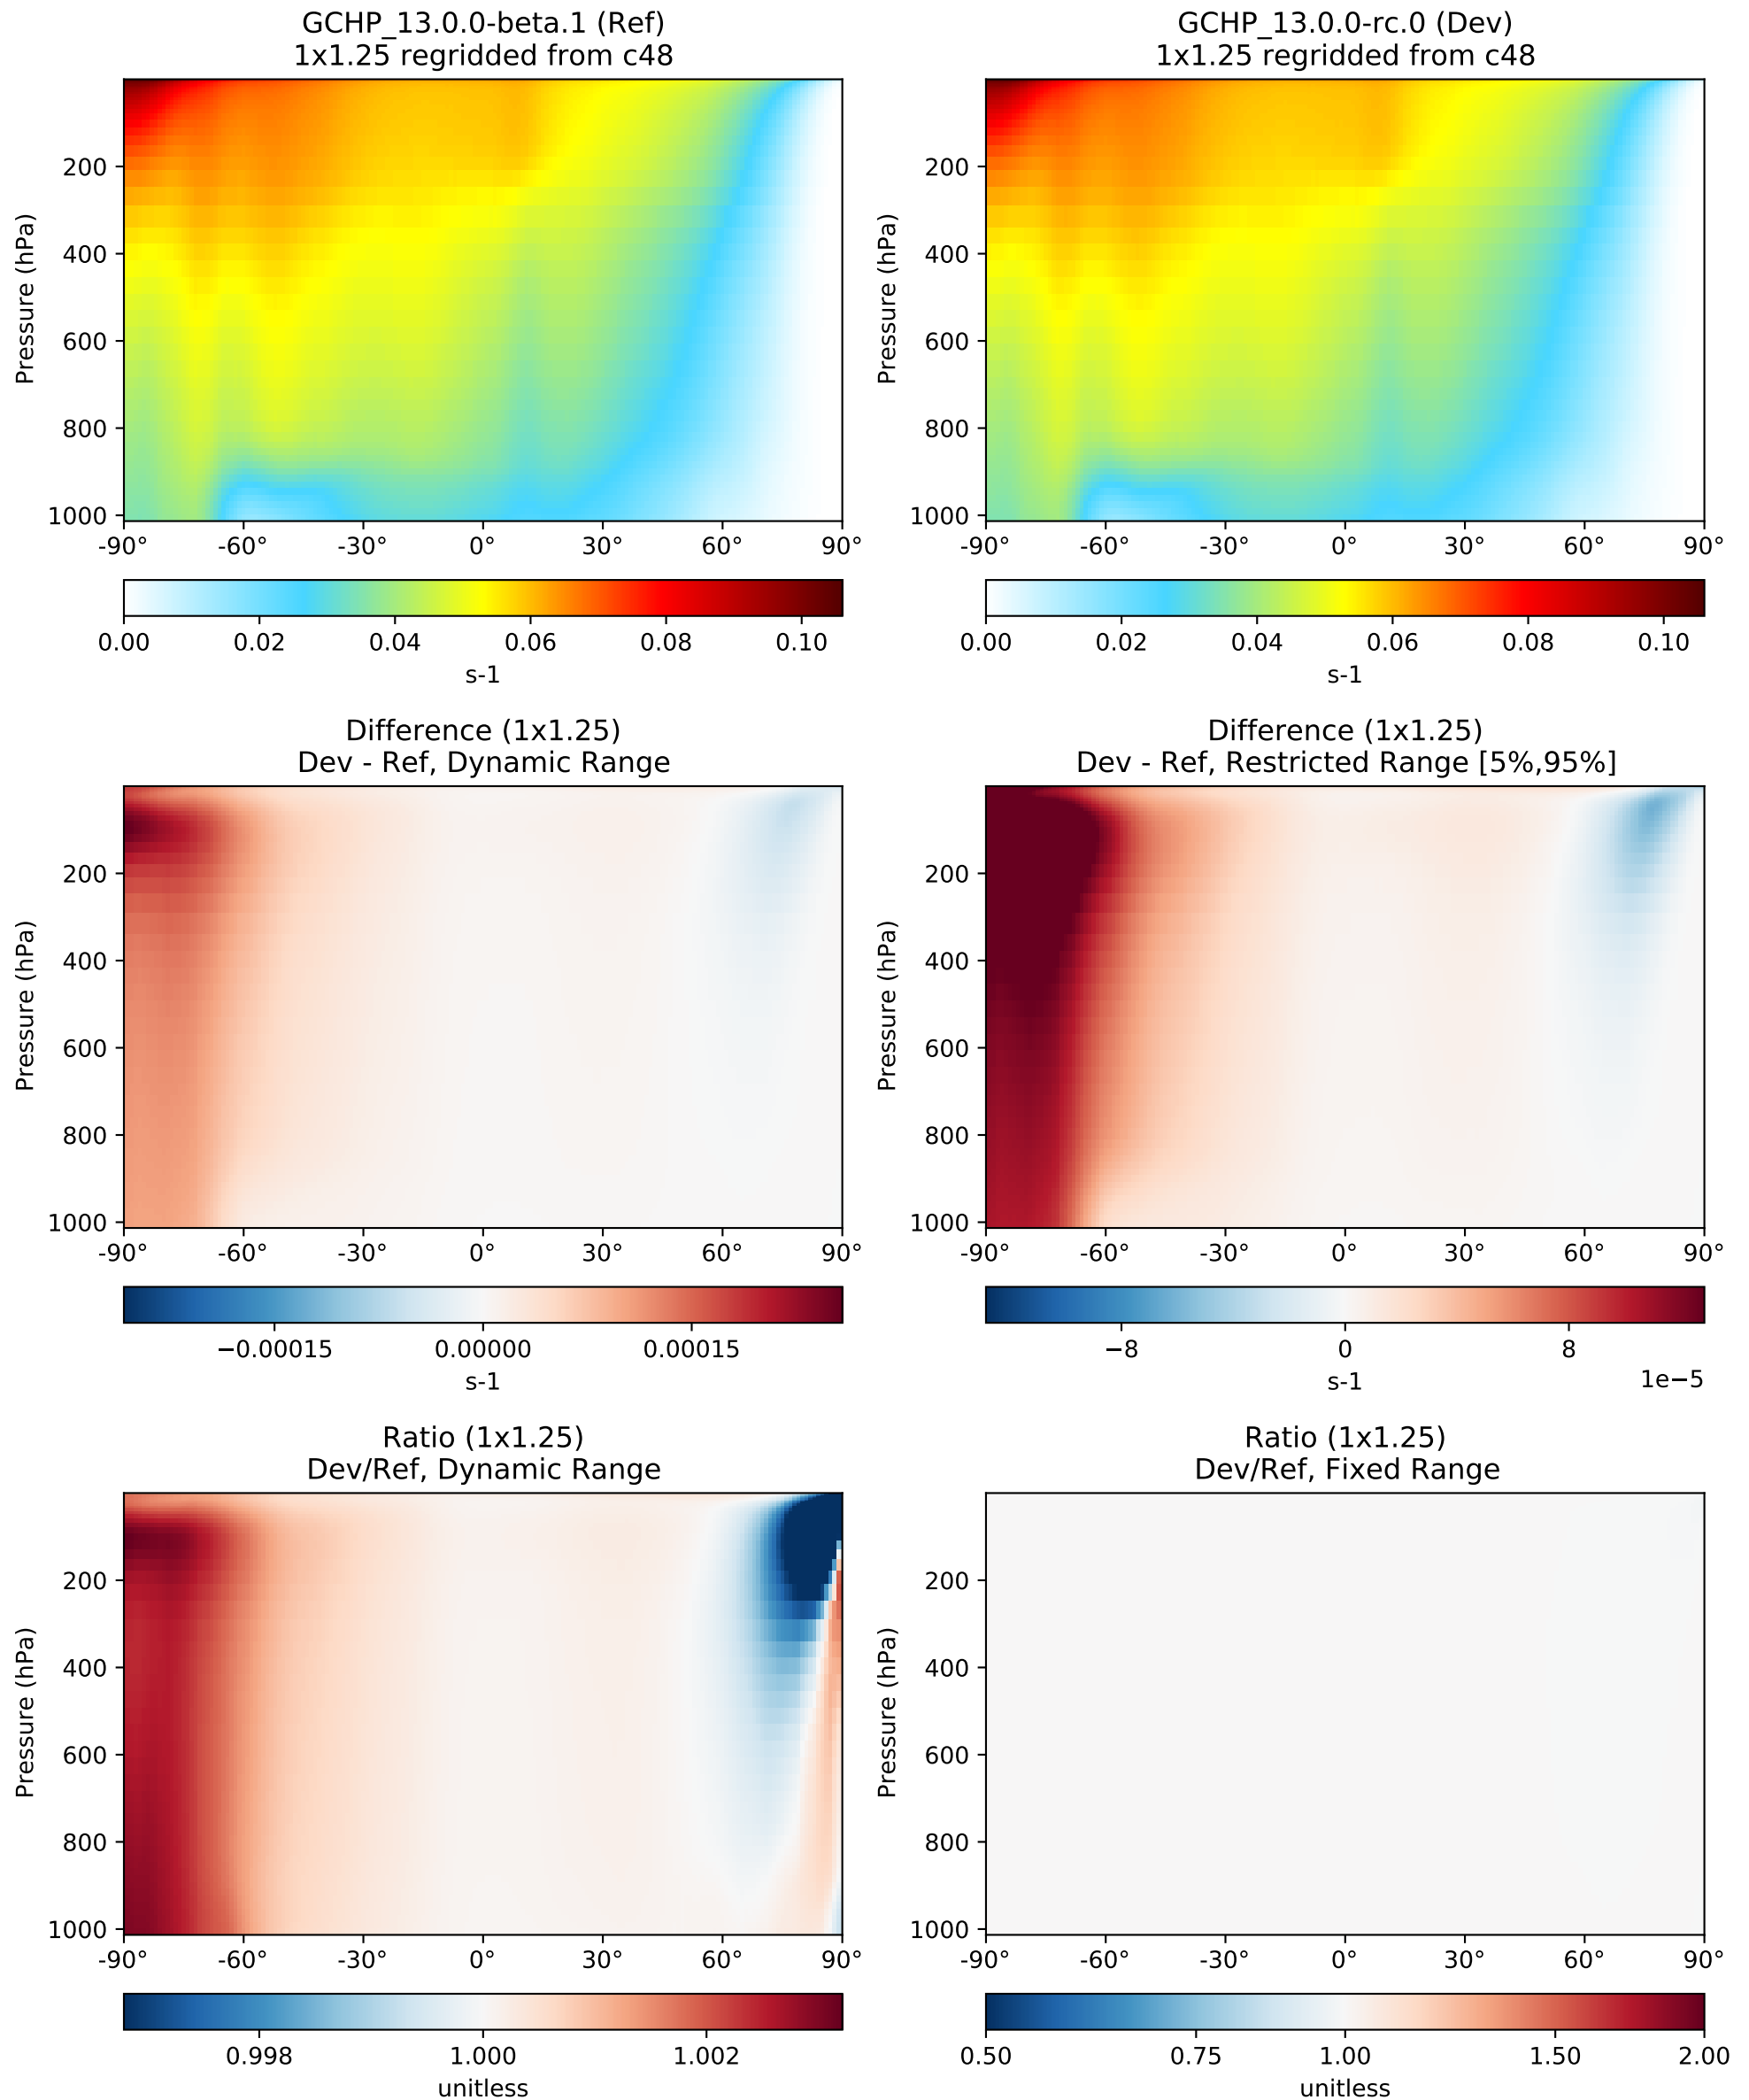 GCHP_13.0.0-beta.1 (Ref)
1x1.25 regridded from c48
Pressure (hPa)
200
400
600
800
1000
-90° -60° -30° 0° 30° 60° 90°
0.00 0.02 0.04 0.06 0.08 0.10
s-1
GCHP_13.0.0-rc.0 (Dev)
1x1.25 regridded from c48
Pressure (hPa)
200
400
600
800
1000
-90° -60° -30° 0° 30° 60° 90°
0.00 0.02 0.04 0.06 0.08 0.10
s-1
Difference (1x1.25)
Dev - Ref, Dynamic Range
Pressure (hPa)
200
400
600
800
1000
-90° -60° -30° 0° 30° 60° 90°
−0.00015 0.00000 0.00015
s-1
Difference (1x1.25)
Dev - Ref, Restricted Range [5%,95%]
Pressure (hPa)
200
400
600
800
1000
-90° -60° -30° 0° 30° 60° 90°
−8 0 8
s-1 1e−5
Ratio (1x1.25)
Dev/Ref, Dynamic Range
Pressure (hPa)
200
400
600
800
1000
-90° -60° -30° 0° 30° 60° 90°
0.998 1.000 1.002
unitless
Ratio (1x1.25)
Dev/Ref, Fixed Range
Pressure (hPa)
200
400
600
800
1000
-90° -60° -30° 0° 30° 60° 90°
0.50 0.75 1.00 1.50 2.00
unitless